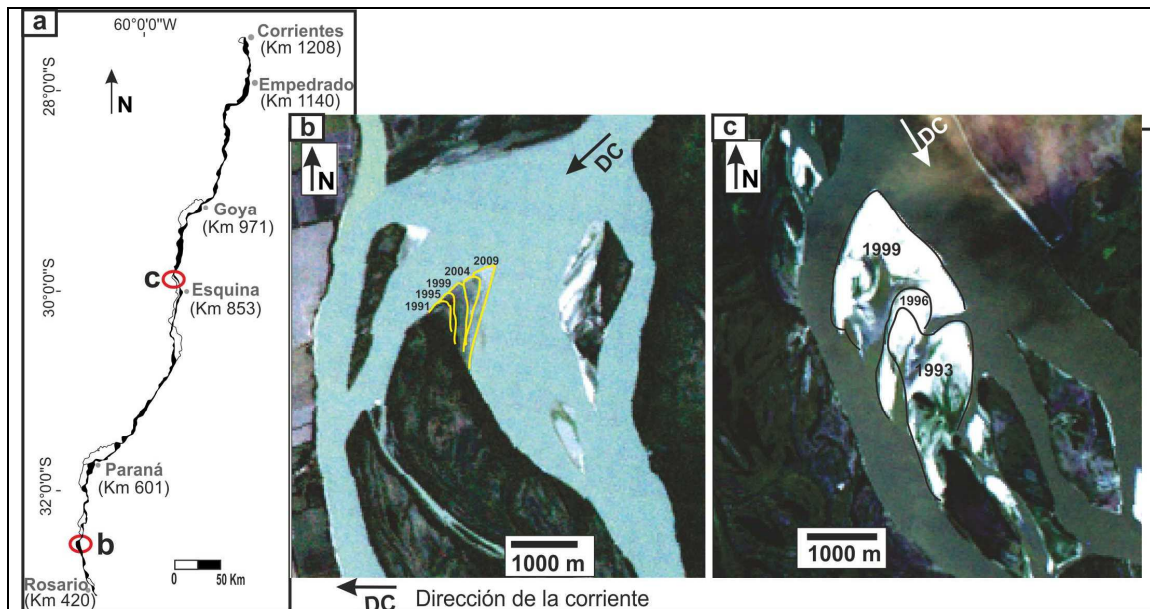 a
60°0'0"W
Corrientes
(Km 1208)
28°0'0"S
N
Empedrado
(Km 1140)
Goya
(Km 971)
c
30°0'0"S
Esquina
(Km 853)
Paraná
(Km 601)
32°0'0"S
b
0 50 Km
Rosario
(Km 420)
b
N
DC
2009
2004
1999
1995
1991
1000 m
c
N
DC
1999
1996
1993
1000 m
DC Dirección de la corriente